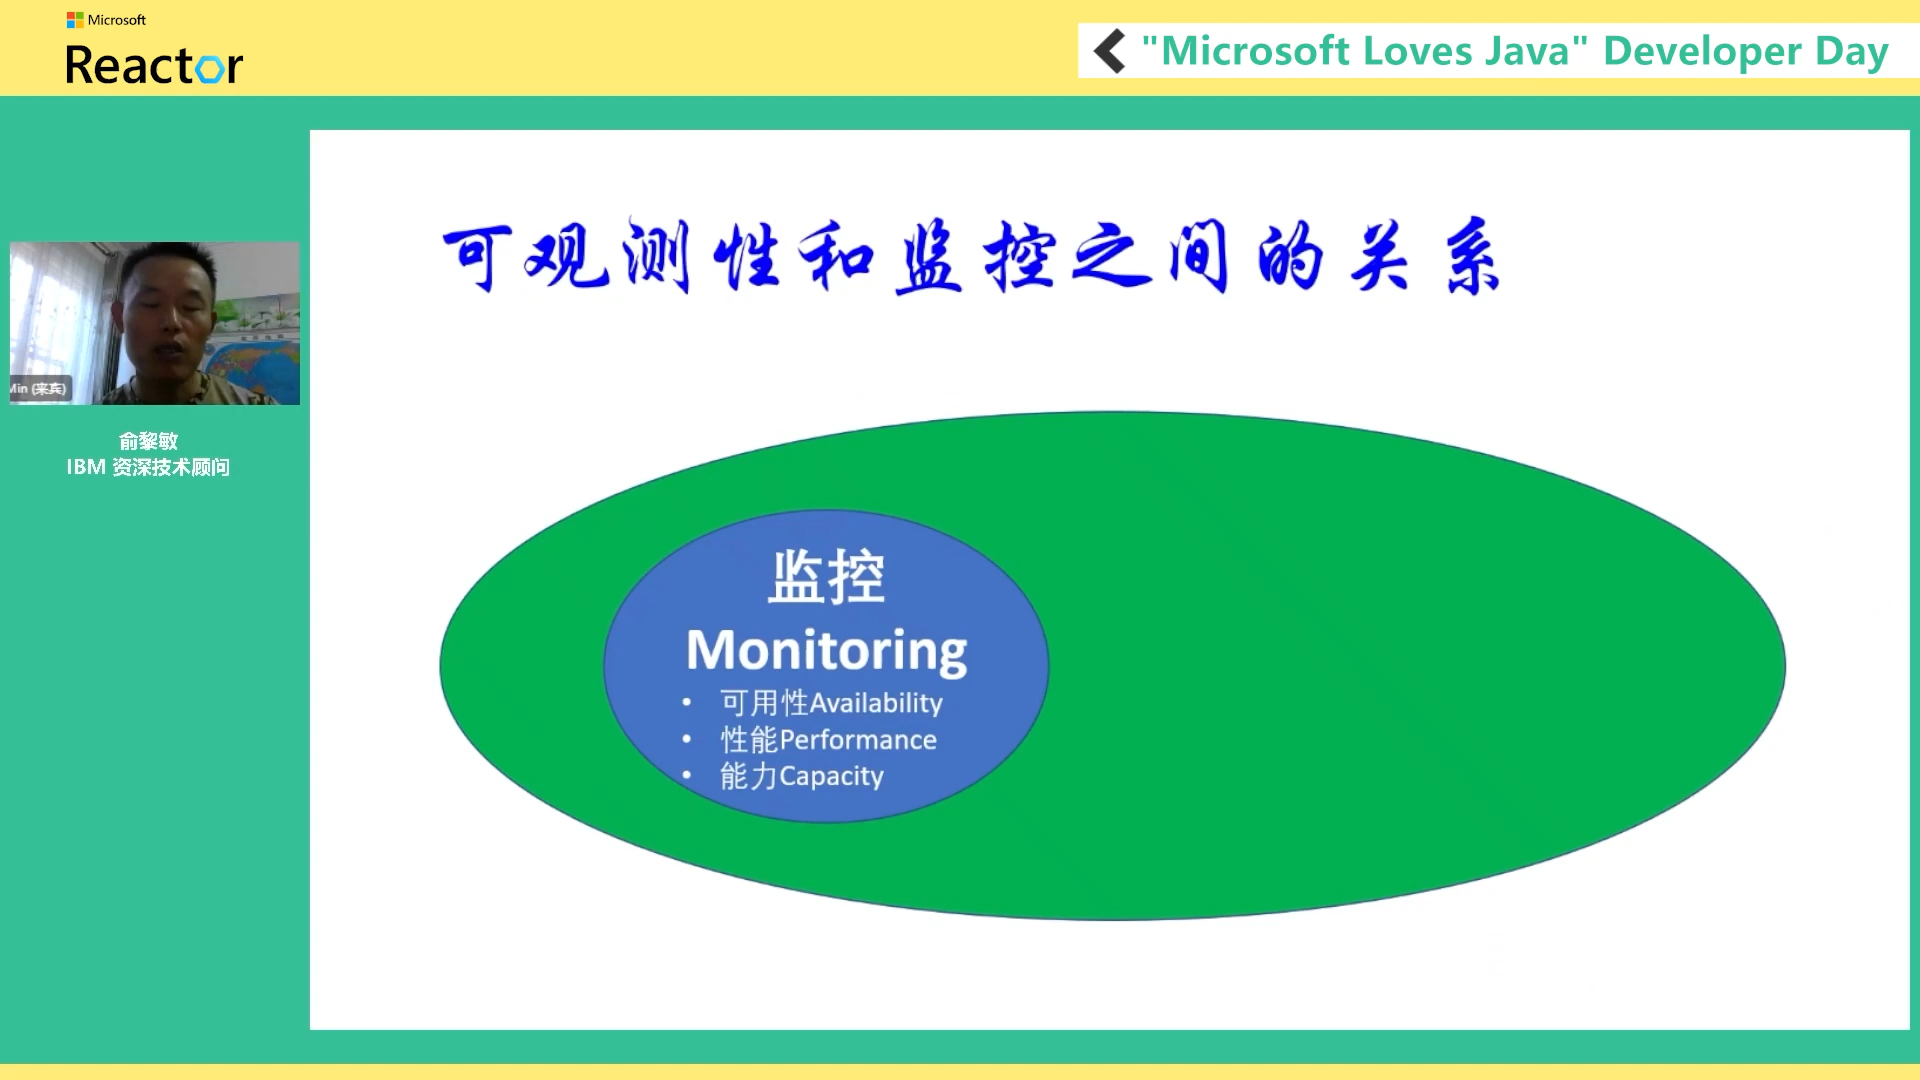 Microsoft
Reactor
"Microsoft Loves Java" Developer Day
可观测性和监控之间的关系
Min (来宾)
俞黎敏
IBM 资深技术顾问
监控
Monitoring
• 可用性Availability
• 性能Performance
• 能力Capacity